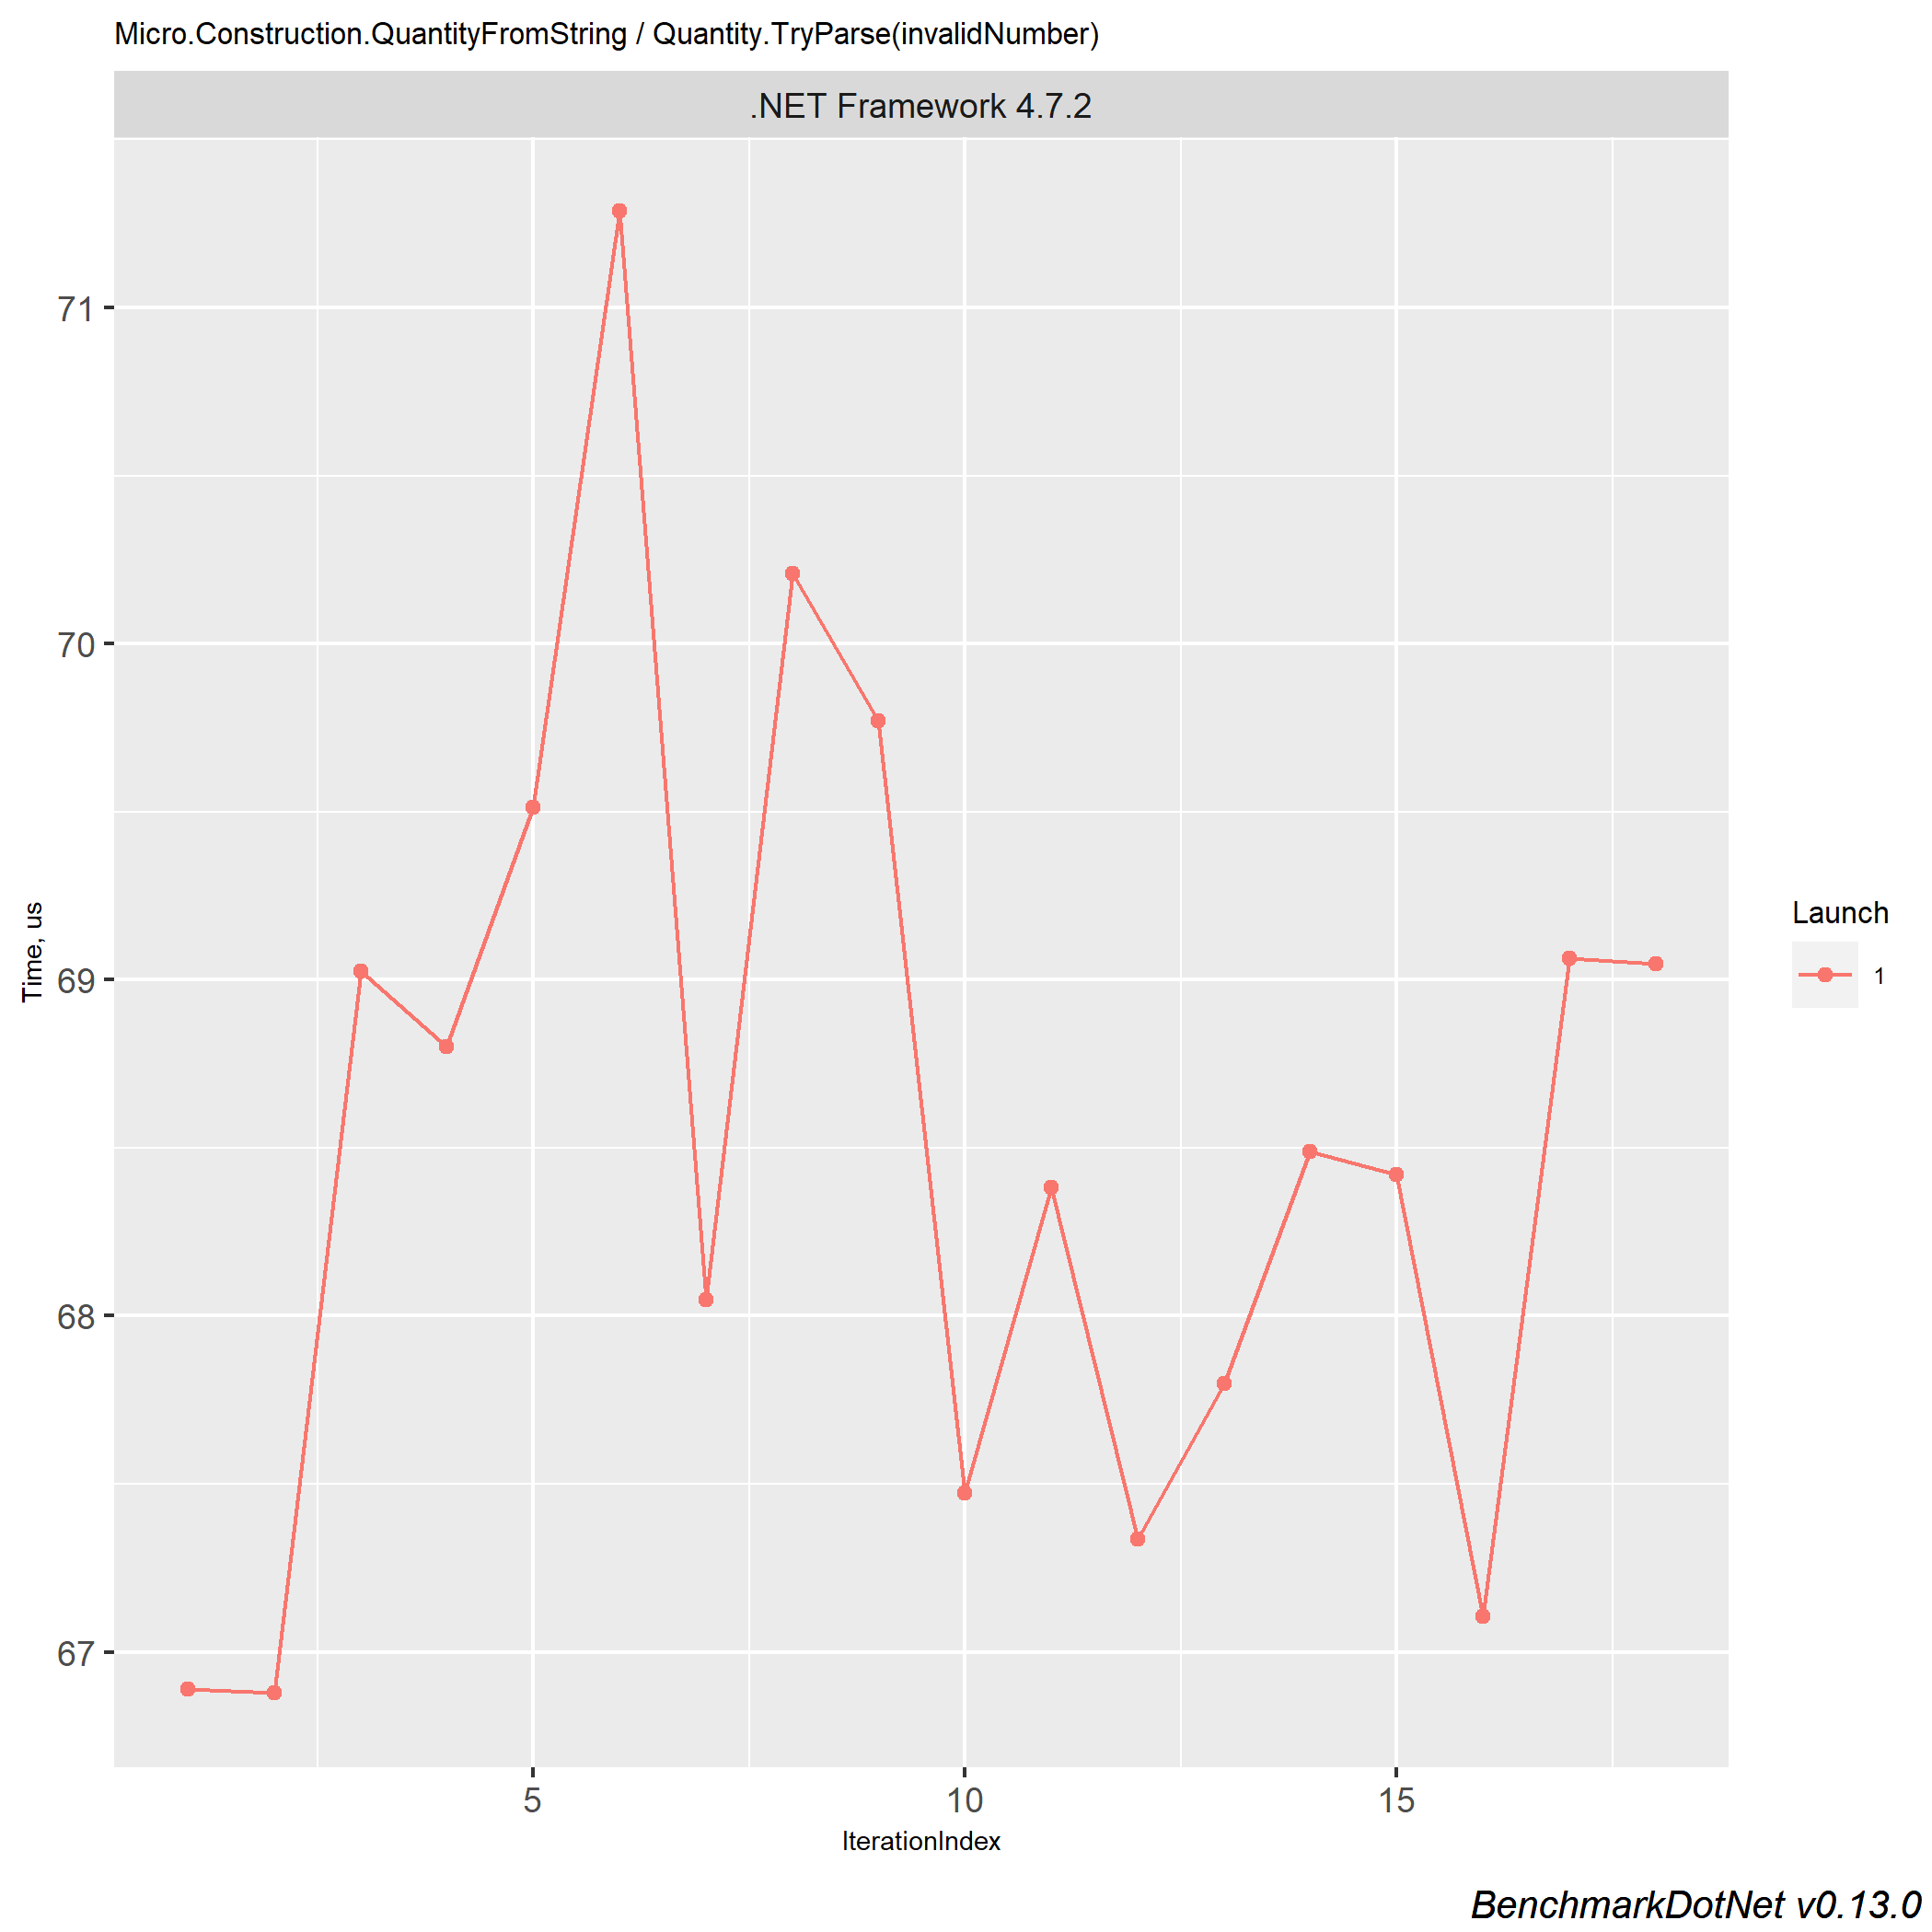 Micro.Construction.QuantityFromString / Quantity.TryParse(invalidNumber)
.NET Framework 4.7.2
71
70
69
68
67
Time, us
5 10 15
IterationIndex
Launch
1
BenchmarkDotNet v0.13.0